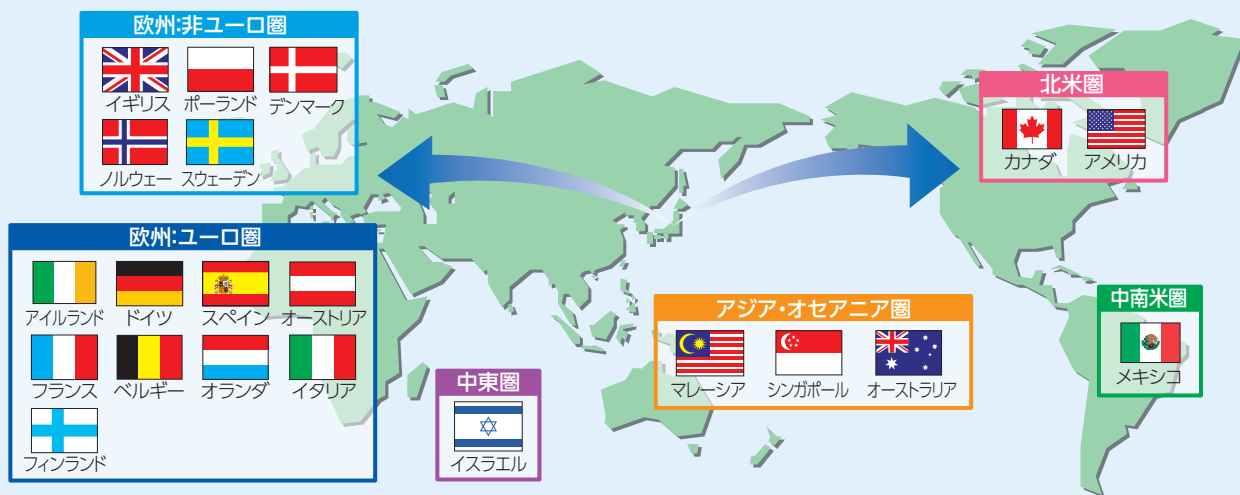 欧州:非ユーロ圏
イギリス ポーランド デンマーク
ノルウェー スウェーデン
欧州:ユーロ圏
アイルランド ドイツ スペイン オーストリア
フランス ベルギー オランダ イタリア
フィンランド
中東圏
イスラエル
アジア・オセアニア圏
マレーシア シンガポール オーストラリア
北米圏
カナダ アメリカ
中南米圏
メキシコ